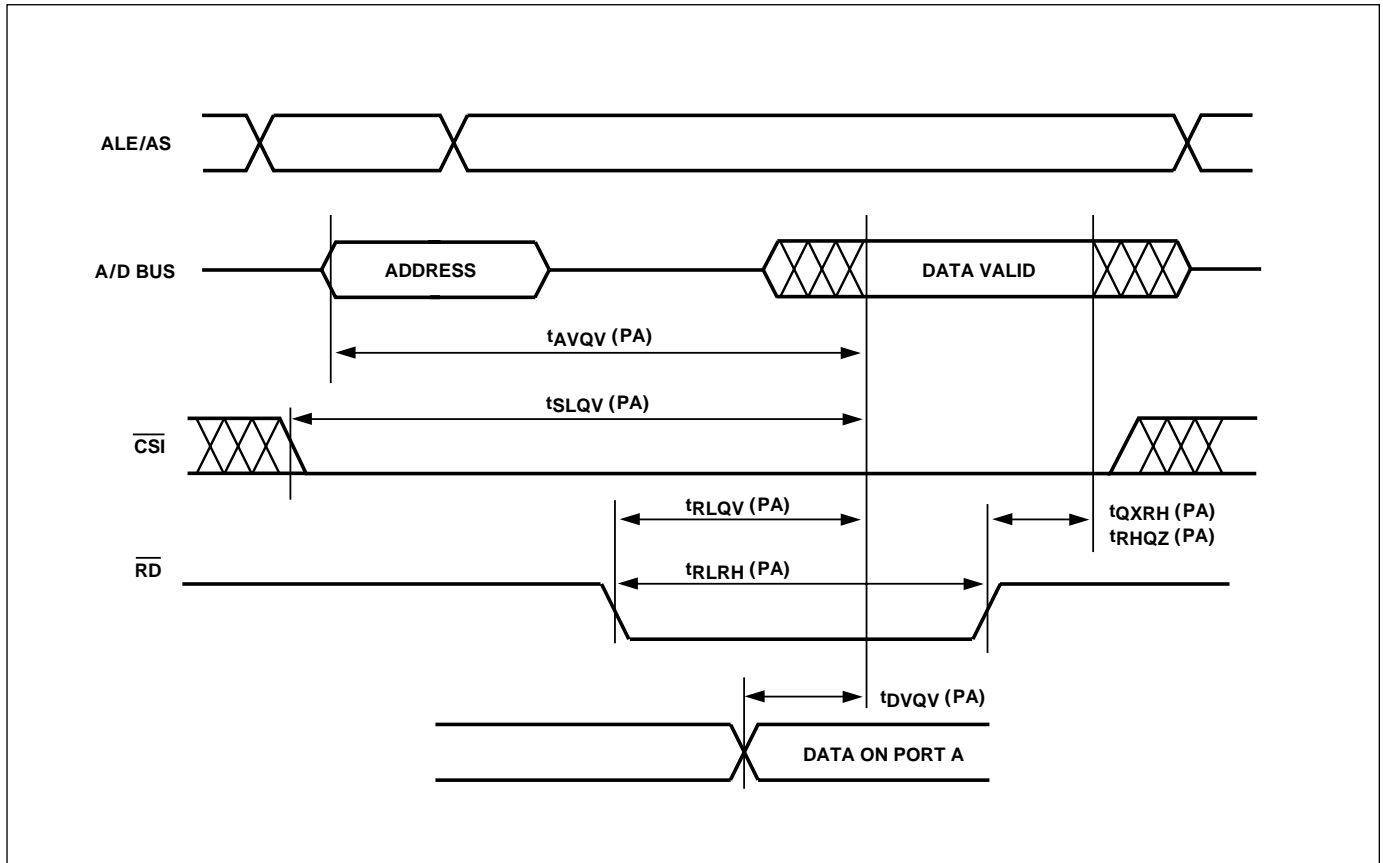 ALE/AS
A/D BUS
ADDRESS
DATA VALID
tAVQV (PA)
tSLQV (PA)
CSI
tRLQV (PA)
tQXRH (PA)
tRHQZ (PA)
RD
tRLRH (PA)
tDVQV (PA)
DATA ON PORT A